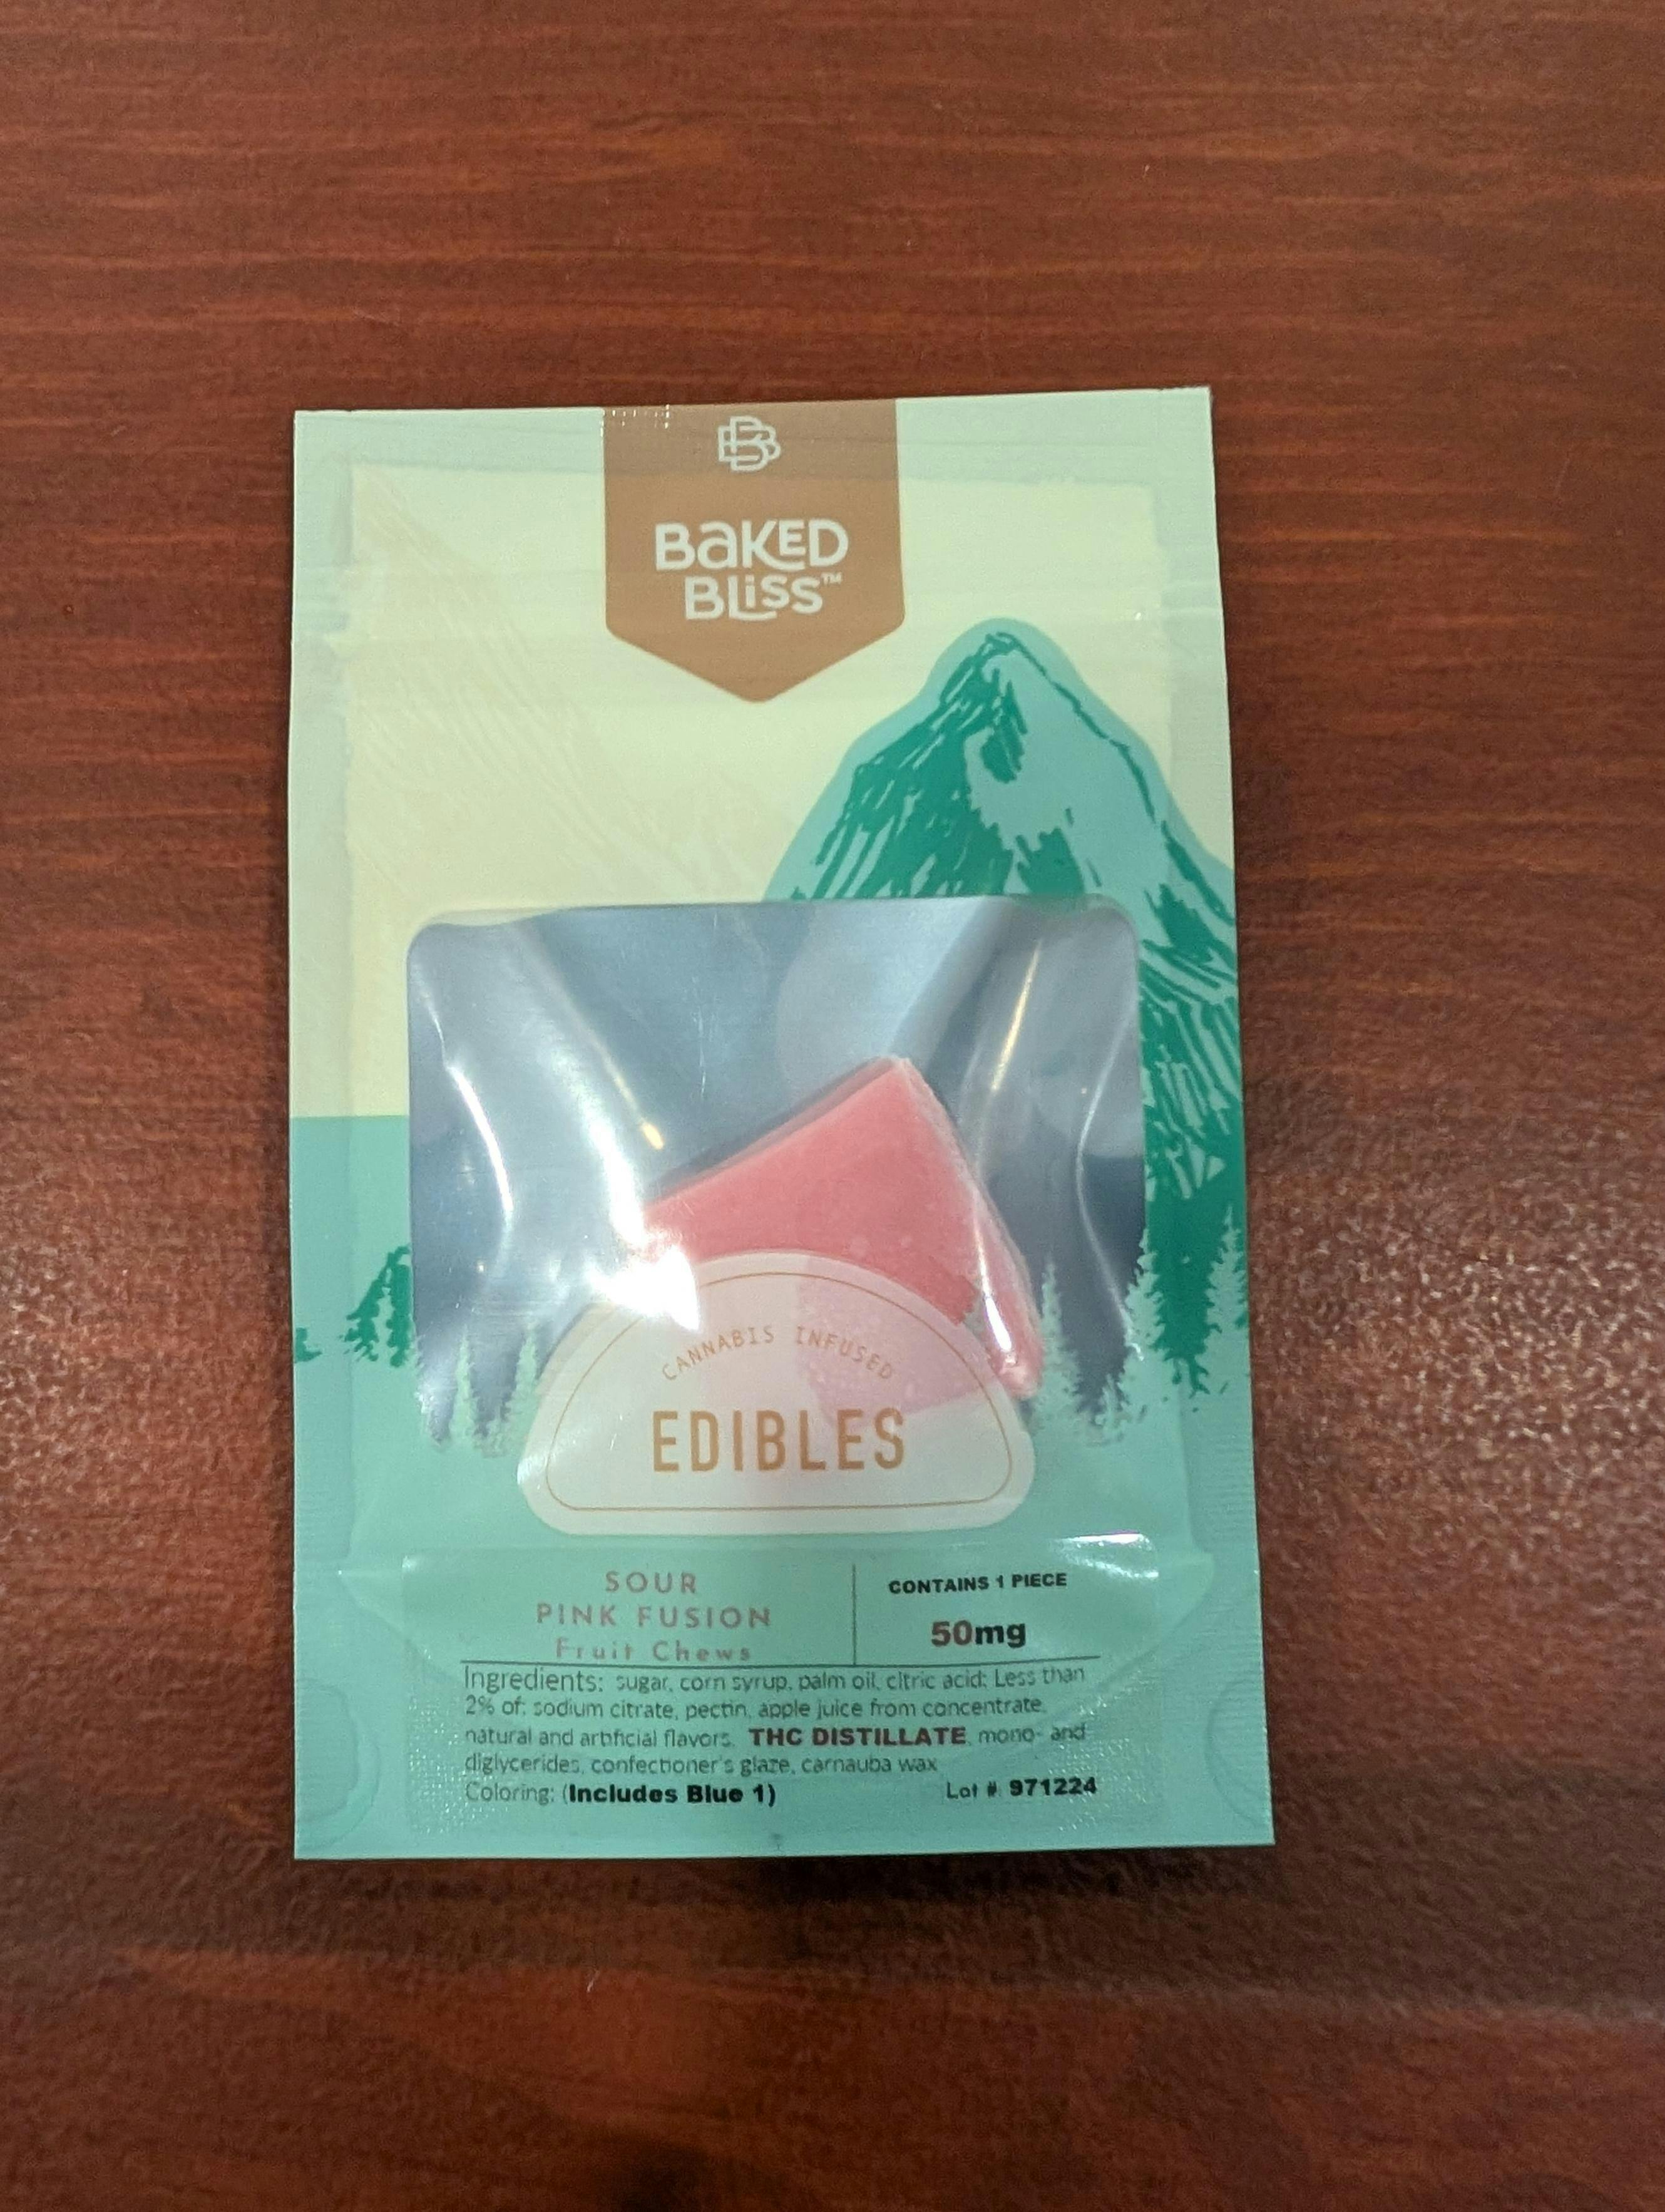 BB
BaKED
BLiSS™
CANNABIS INFUSED
EDIBLES
SOUR
PINK FUSION
Fruit Chews
CONTAINS 1 PIECE
50mg
Ingredients: sugar, corn syrup, palm oil, citric acid; Less than
2% of: sodium citrate, pectin, apple juice from concentrate,
natural and artificial flavors, THC DISTILLATE, mono- and
diglycerides, confectioner's glaze, carnauba wax
Coloring: (Includes Blue 1)
Lot # 971224